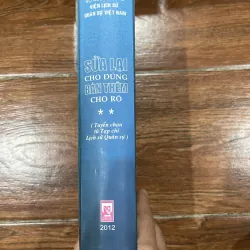 VIỆN LỊCH SỬ
QUÂN SỰ VIỆT NAM
SỬA LẠI
CHO ĐÚNG
BÀN THÊM
CHO RÕ
★ ★
(Tuyển chọn
từ Tạp chí
Lịch sử Quân sự)
2012